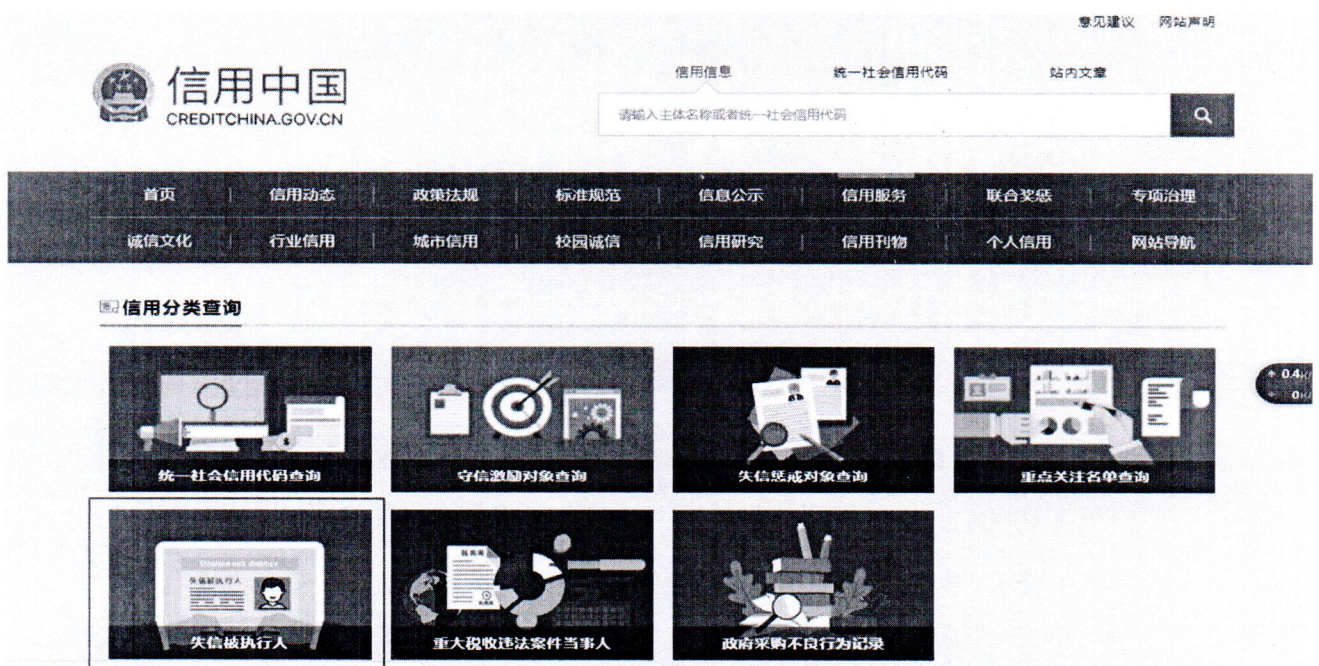 意见建议 网站声明
信用中国
CREDITCHINA.GOV.CN
信用信息 统一社会信用代码 站内文章
请输入主体名称或者统一社会信用代码
首页 信用动态 政策法规 标准规范 信息公示 信用服务 联合奖惩 专项治理
诚信文化 行业信用 城市信用 校园诚信 信用研究 信用刊物 个人信用 网站导航
信用分类查询
+ 0.4K/
0K/
统一社会信用代码查询 守信激励对象查询 失信惩戒对象查询 重点关注名单查询
失信被执行人
失信被执行人 重大税收违法案件当事人 政府采购不良行为记录